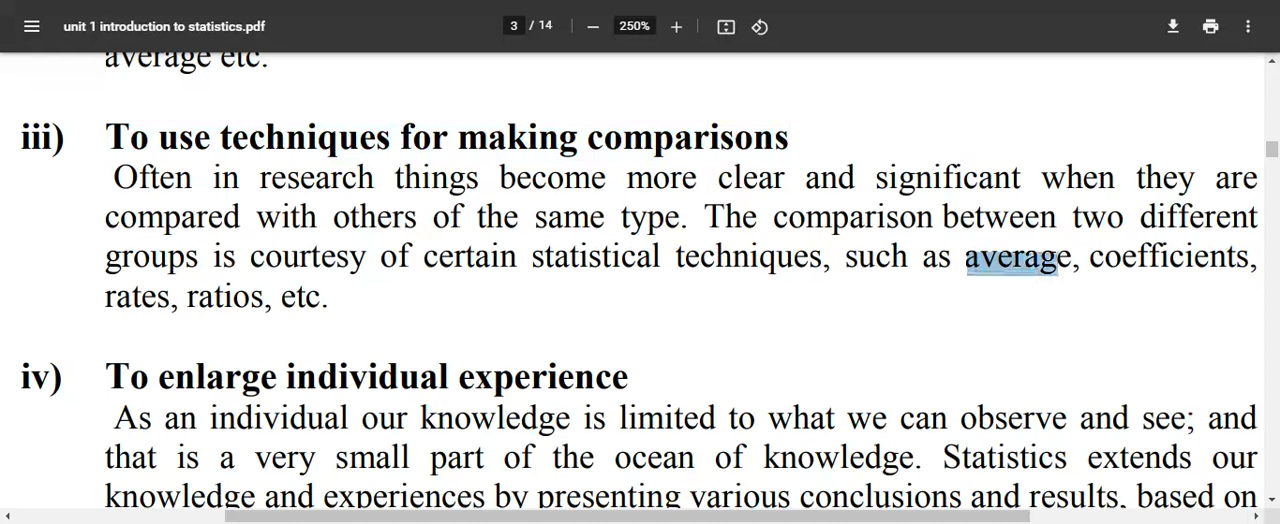 unit 1 introduction to statistics.pdf 3 / 14 250%
average etc.
iii) To use techniques for making comparisons
Often in research things become more clear and significant when they are
compared with others of the same type. The comparison between two different
groups is courtesy of certain statistical techniques, such as average, coefficients,
rates, ratios, etc.
iv) To enlarge individual experience
As an individual our knowledge is limited to what we can observe and see; and
that is a very small part of the ocean of knowledge. Statistics extends our
knowledge and experiences by presenting various conclusions and results, based on